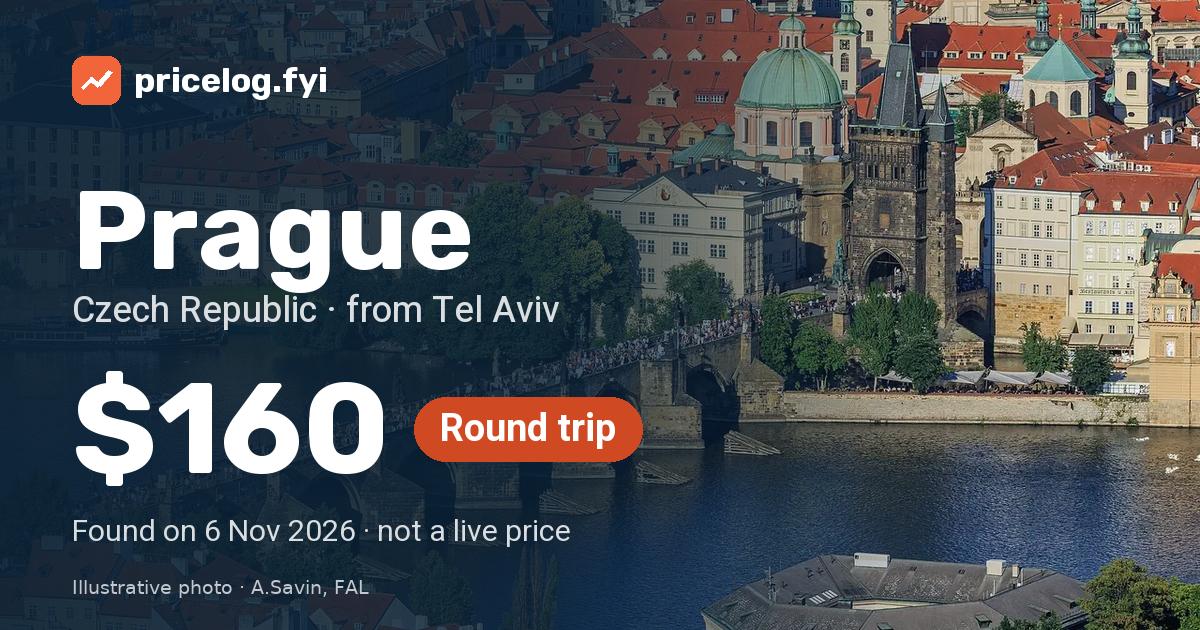 pricelog.fyi
Prague
Czech Republic · from Tel Aviv
$160
Round trip
Found on 6 Nov 2026 · not a live price
Illustrative photo · A.Savin, FAL